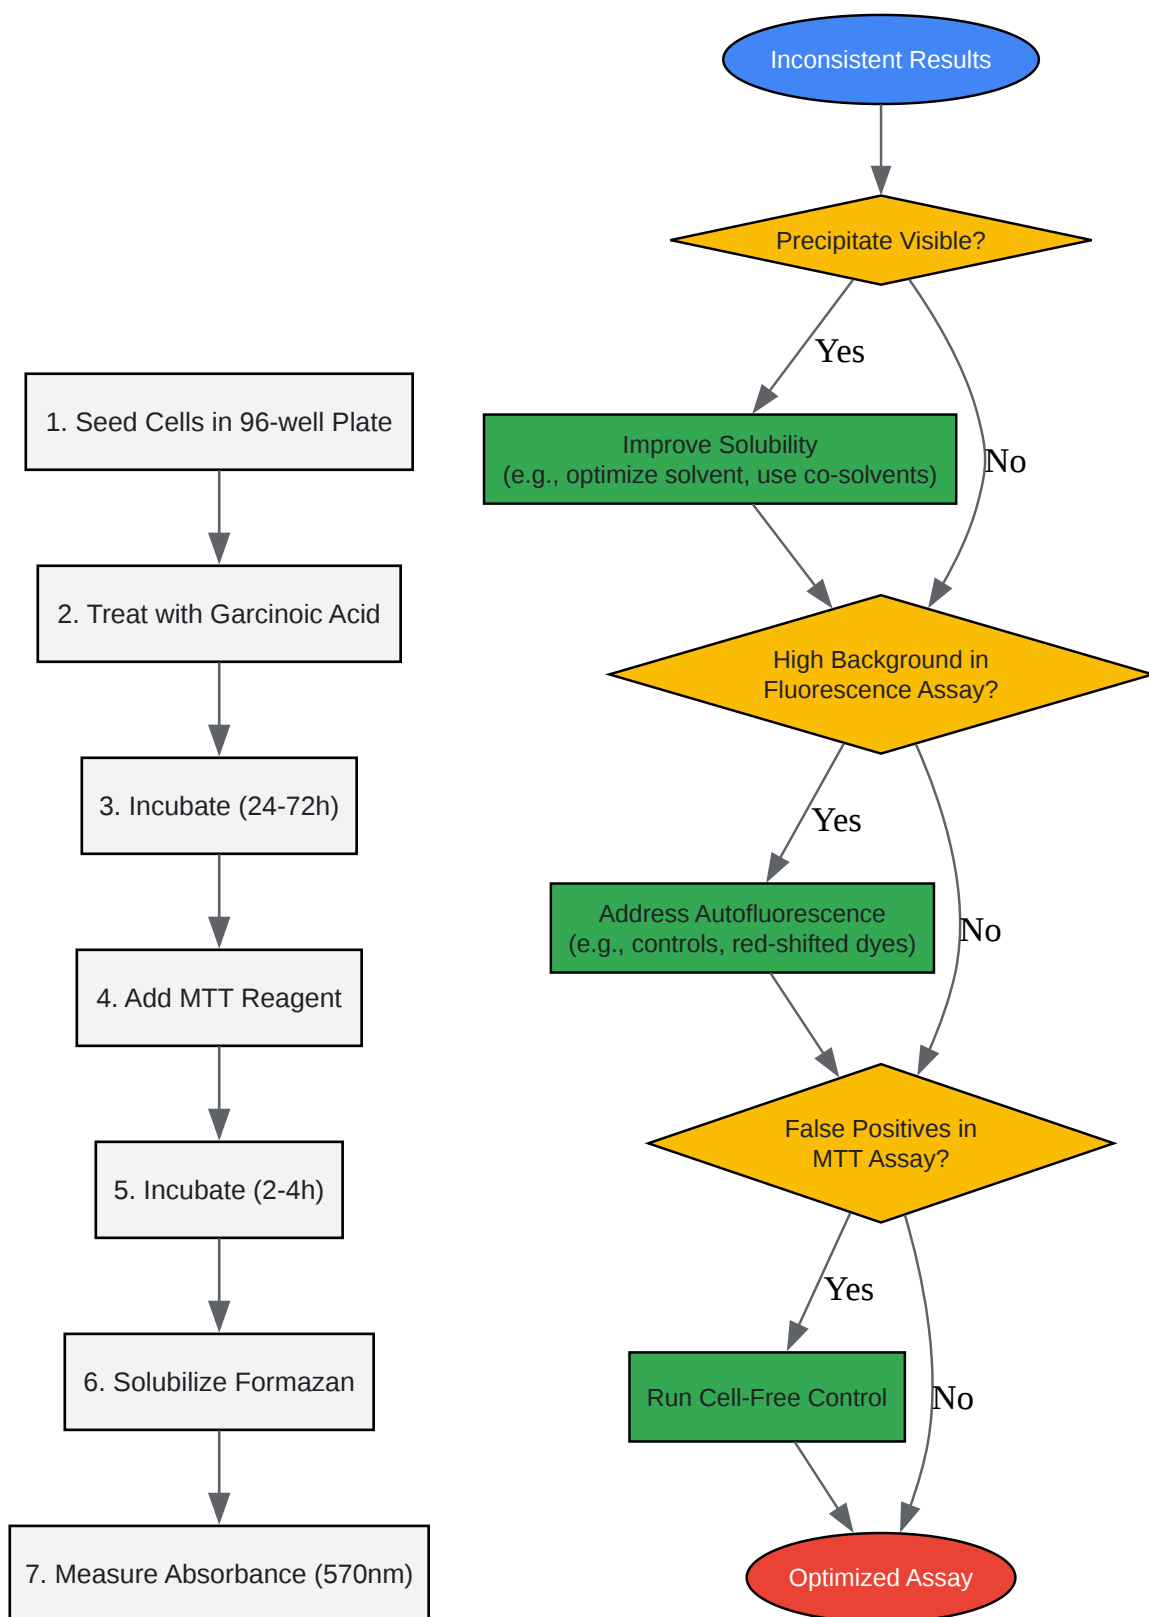 1. Seed Cells in 96-well Plate
2. Treat with Garcinoic Acid
3. Incubate (24-72h)
4. Add MTT Reagent
5. Incubate (2-4h)
6. Solubilize Formazan
7. Measure Absorbance (570nm)
Inconsistent Results
Precipitate Visible?
Yes
No
Improve Solubility
(e.g., optimize solvent, use co-solvents)
High Background in
Fluorescence Assay?
Yes
No
Address Autofluorescence
(e.g., controls, red-shifted dyes)
False Positives in
MTT Assay?
Yes
No
Run Cell-Free Control
Optimized Assay